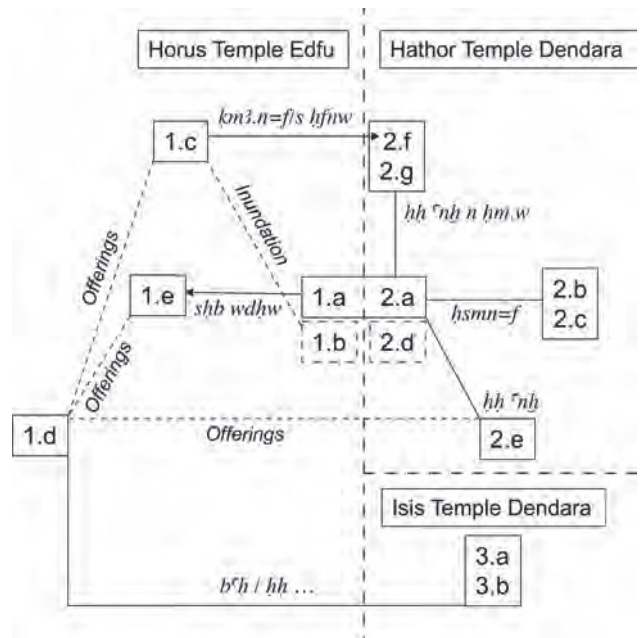 Horus Temple Edfu
Hathor Temple Dendara
ḳmꜣ.n=f/s ḥfnw
1.c
2.f
2.g
Inundation
ḥḥ ꜥnḫ n ḥm.w
Offerings
1.e
sḥb wdḥw
1.a
2.a
ḥsmn=f
2.b
2.c
1.b
2.d
Offerings
ḥḥ ꜥnḫ
1.d
Offerings
2.e
Isis Temple Dendara
3.a
3.b
bꜥḥ / ḥḥ ...